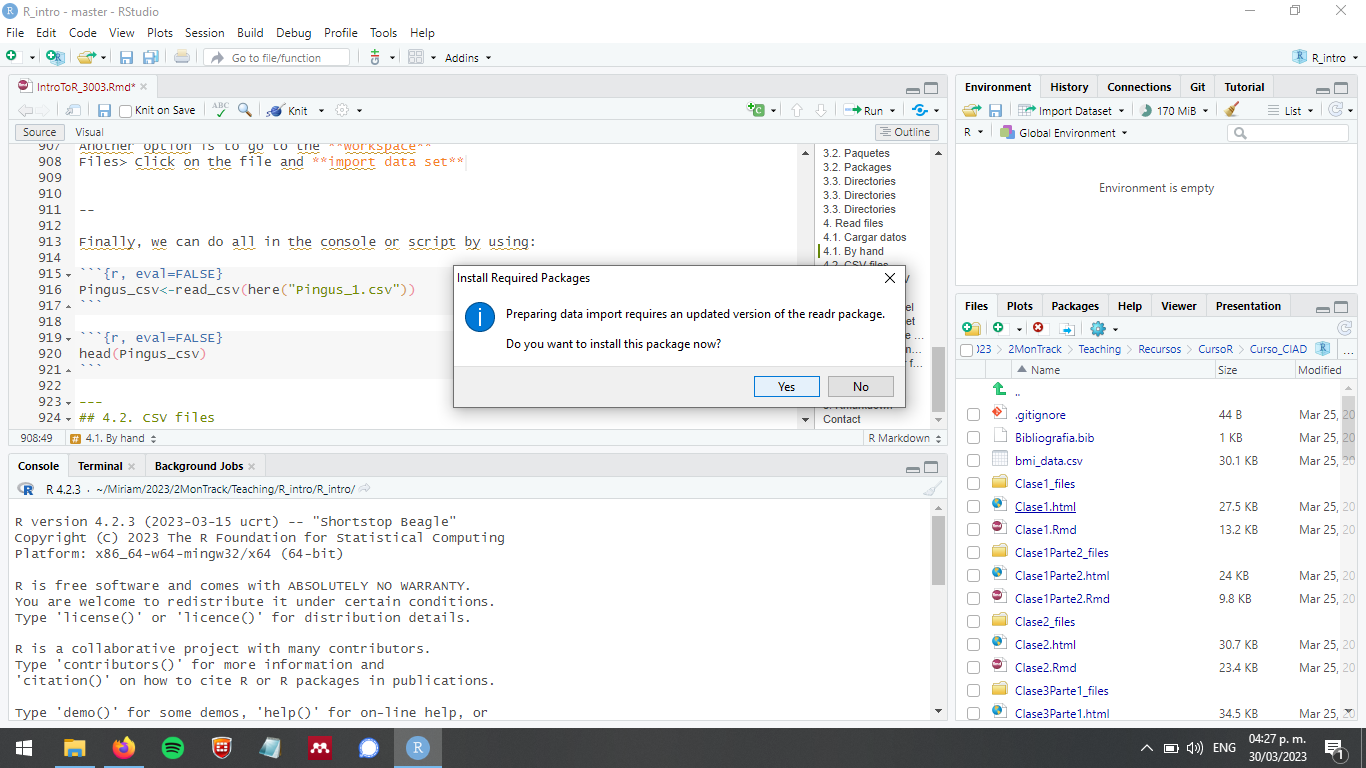 R_intro - master - RStudio
File Edit Code View Plots Session Build Debug Profile Tools Help
Go to file/function
Addins
R_intro
IntroToR_3003.Rmd*
Knit on Save
ABC
Knit
Run
Source Visual
Outline
907 Another option is to go to the **Workspace**
908 Files> Click on the file and **import data set**
909
910
911 --
912
913 Finally, we can do all in the console or script by using:
914
915 ```{r, eval=FALSE}
916 Pingus_csv<-read_csv(here("Pingus_1.csv"))
917 ```
918
919 ```{r, eval=FALSE}
920 head(Pingus_csv)
921 ```
922
923 ---
924 ## 4.2. CSV files
908:49
4.1. By hand
R Markdown
3.2. Paquetes
3.2. Packages
3.3. Directories
3.3. Directories
3.3. Directories
4. Read files
4.1. Cargar datos
4.1. By hand
Contact
Install Required Packages
Preparing data import requires an updated version of the readr package.
Do you want to install this package now?
Yes
No
Console Terminal Background Jobs
R 4.2.3 · ~/Miriam/2023/2MonTrack/Teaching/R_intro/R_intro/
R version 4.2.3 (2023-03-15 ucrt) -- "Shortstop Beagle"
Copyright (C) 2023 The R Foundation for Statistical Computing
Platform: x86_64-w64-mingw32/x64 (64-bit)
R is free software and comes with ABSOLUTELY NO WARRANTY.
You are welcome to redistribute it under certain conditions.
Type 'license()' or 'licence()' for distribution details.
R is a collaborative project with many contributors.
Type 'contributors()' for more information and
'citation()' on how to cite R or R packages in publications.
Type 'demo()' for some demos, 'help()' for on-line help, or
Environment History Connections Git Tutorial
Import Dataset
170 MiB
List
R
Global Environment
Environment is empty
Files Plots Packages Help Viewer Presentation
2MonTrack > Teaching > Recursos > CursoR > Curso_CIAD
...
Name Size Modified
..
.gitignore 44 B Mar 25, 20
Bibliografia.bib 1 KB Mar 25, 20
bmi_data.csv 30.1 KB Mar 25, 20
Clase1_files
Clase1.html 27.5 KB Mar 25, 20
Clase1.Rmd 13.2 KB Mar 25, 20
Clase1Parte2_files
Clase1Parte2.html 24 KB Mar 25, 20
Clase1Parte2.Rmd 9.8 KB Mar 25, 20
Clase2_files
Clase2.html 30.7 KB Mar 25, 20
Clase2.Rmd 23.4 KB Mar 25, 20
Clase3Parte1_files
Clase3Parte1.html 34.5 KB Mar 25, 20
ENG
04:27 p. m.
30/03/2023
1